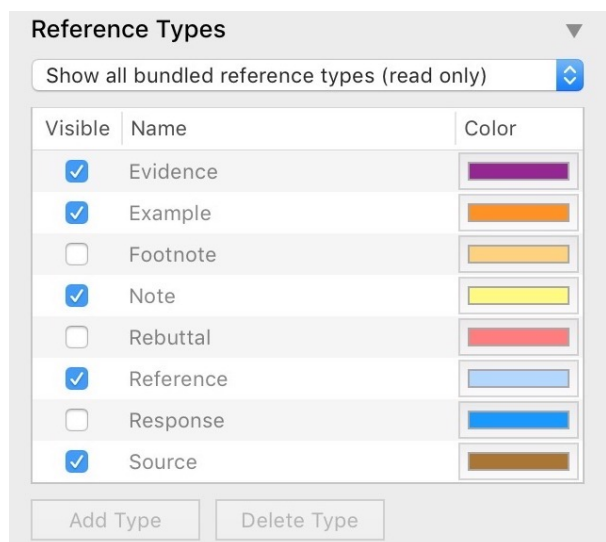 Reference Types
Show all bundled reference types (read only)
Visible Name Color
Evidence
Example
Footnote
Note
Rebuttal
Reference
Response
Source
Add Type Delete Type